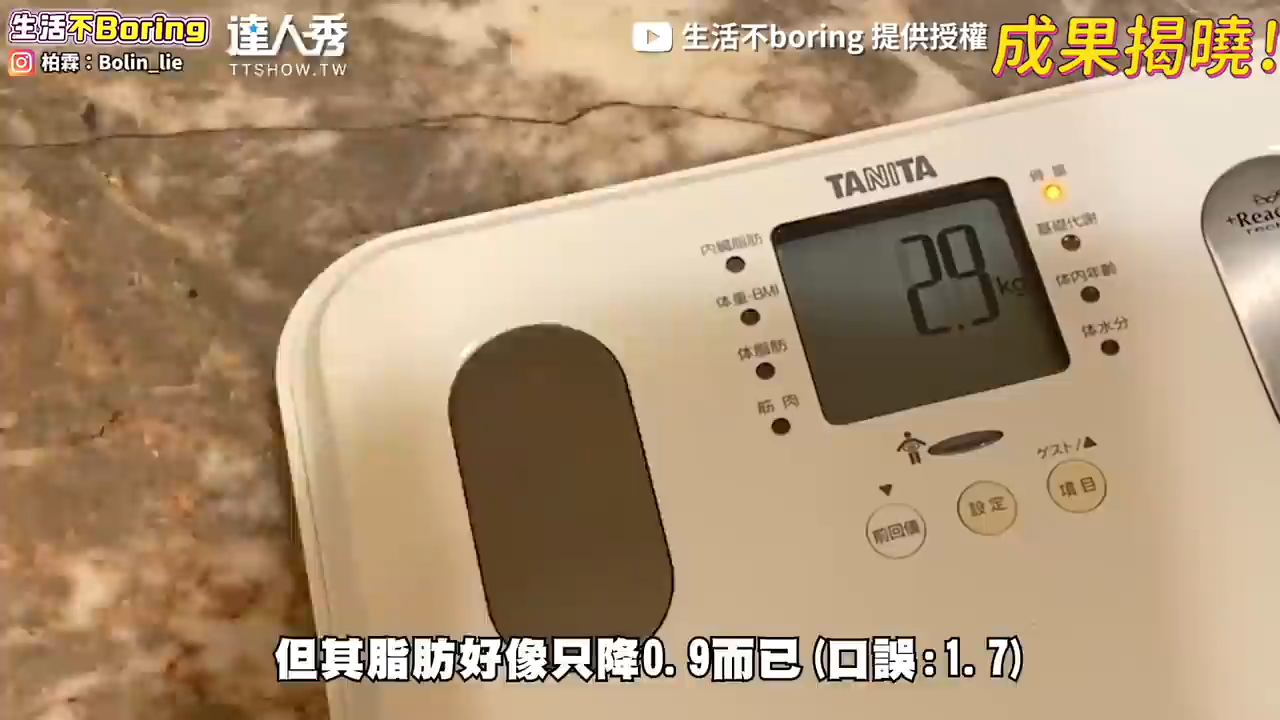 生活不Boring
柏霖：Bolin_lie
達人秀
TTSHOW.TW
生活不boring 提供授權
成果揭曉!
TANITA
内臓脂肪
体重·BMI
体脂肪
筋肉
2.9kg
骨量
基礎代謝
体内年齢
体水分
ゲスト/▲
▼
前回値
設定
項目
但其脂肪好像只降0.9而已(口誤:1.7)